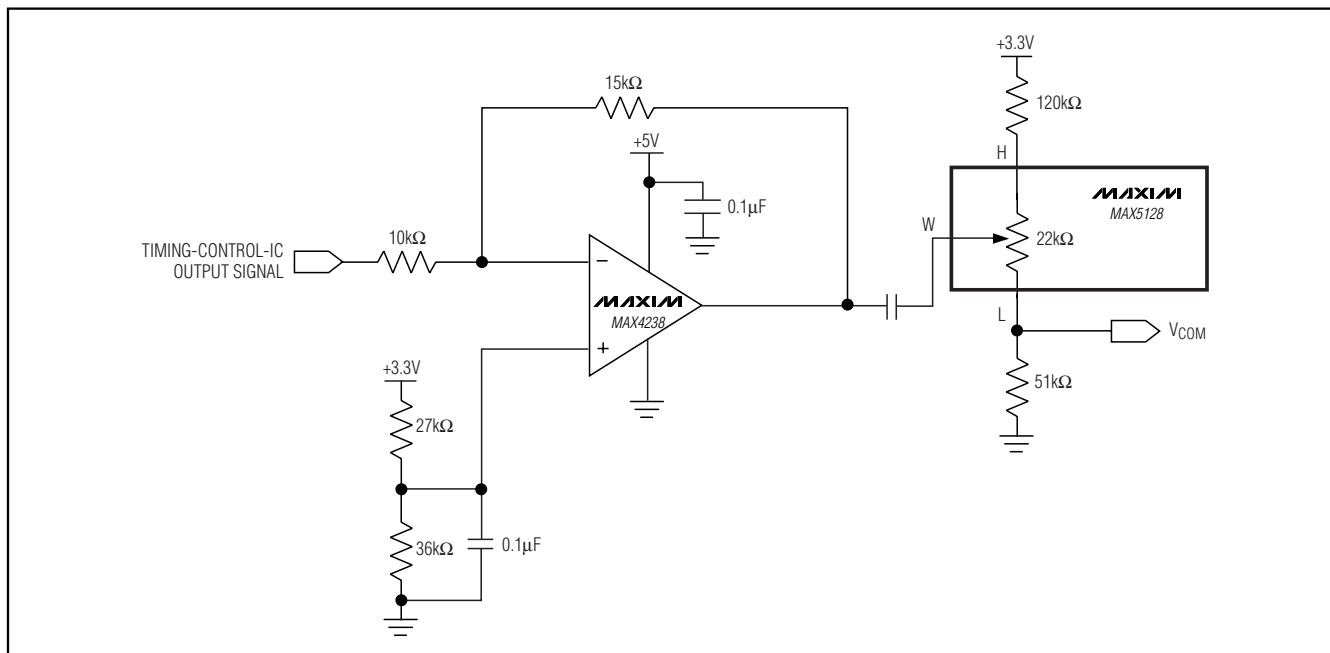 +3.3V
15kΩ
120kΩ
+5V
H
MAXIM
MAX5128
0.1µF
W
22kΩ
TIMING-CONTROL-IC
OUTPUT SIGNAL
10kΩ
−
MAXIM
MAX4238
+
L
VCOM
+3.3V
51kΩ
27kΩ
36kΩ
0.1µF